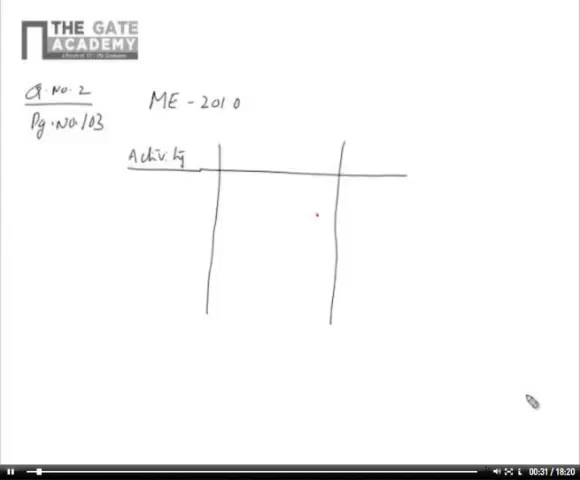 THE GATE
ACADEMY
Q.No.2
ME - 2010
Pg.No.103
Activity
00:31 / 18:20